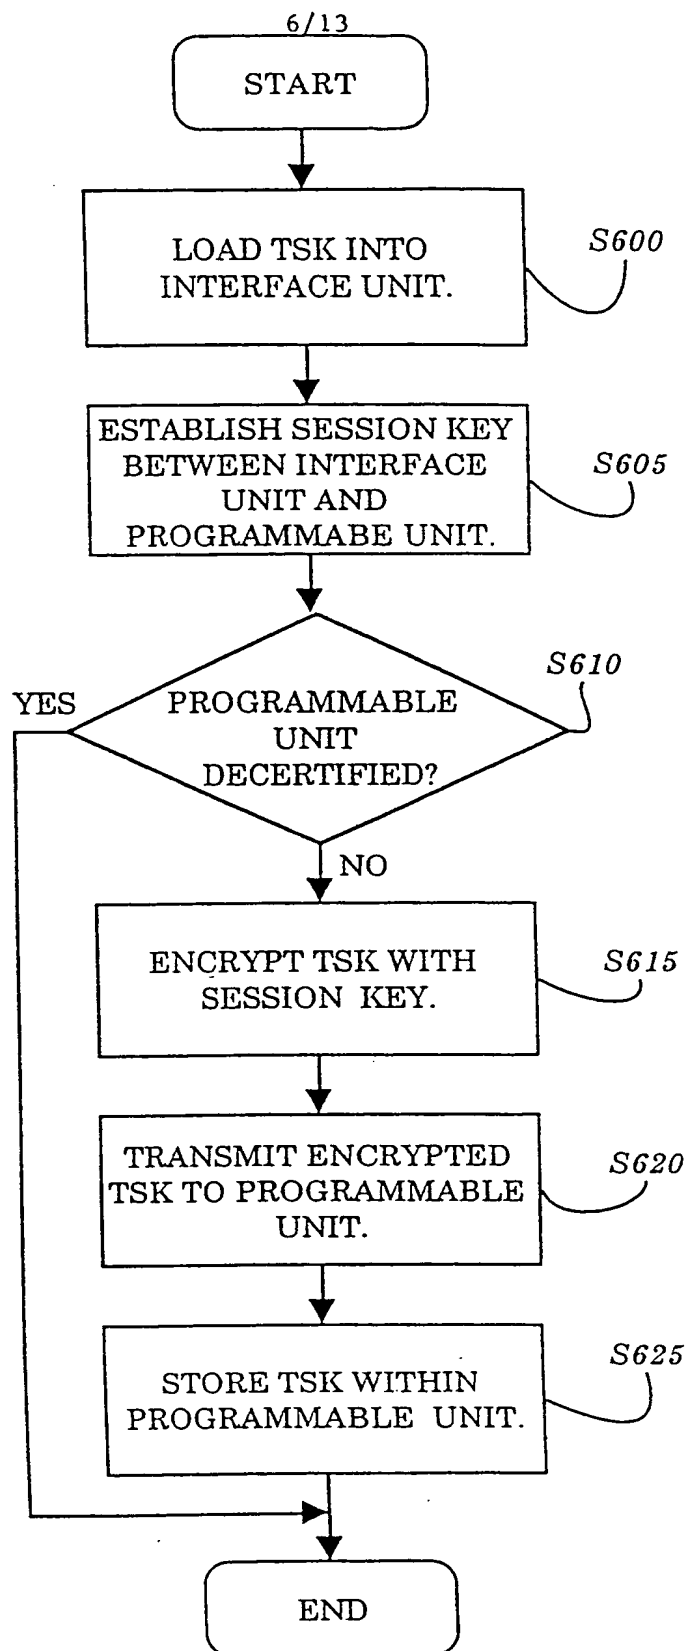 6/13
START
LOAD TSK INTO
INTERFACE UNIT.
S600
ESTABLISH SESSION KEY
BETWEEN INTERFACE
UNIT AND
PROGRAMMABE UNIT.
S605
PROGRAMMABLE
UNIT
DECERTIFIED?
S610
YES
NO
ENCRYPT TSK WITH
SESSION KEY.
S615
TRANSMIT ENCRYPTED
TSK TO PROGRAMMABLE
UNIT.
S620
STORE TSK WITHIN
PROGRAMMABLE UNIT.
S625
END